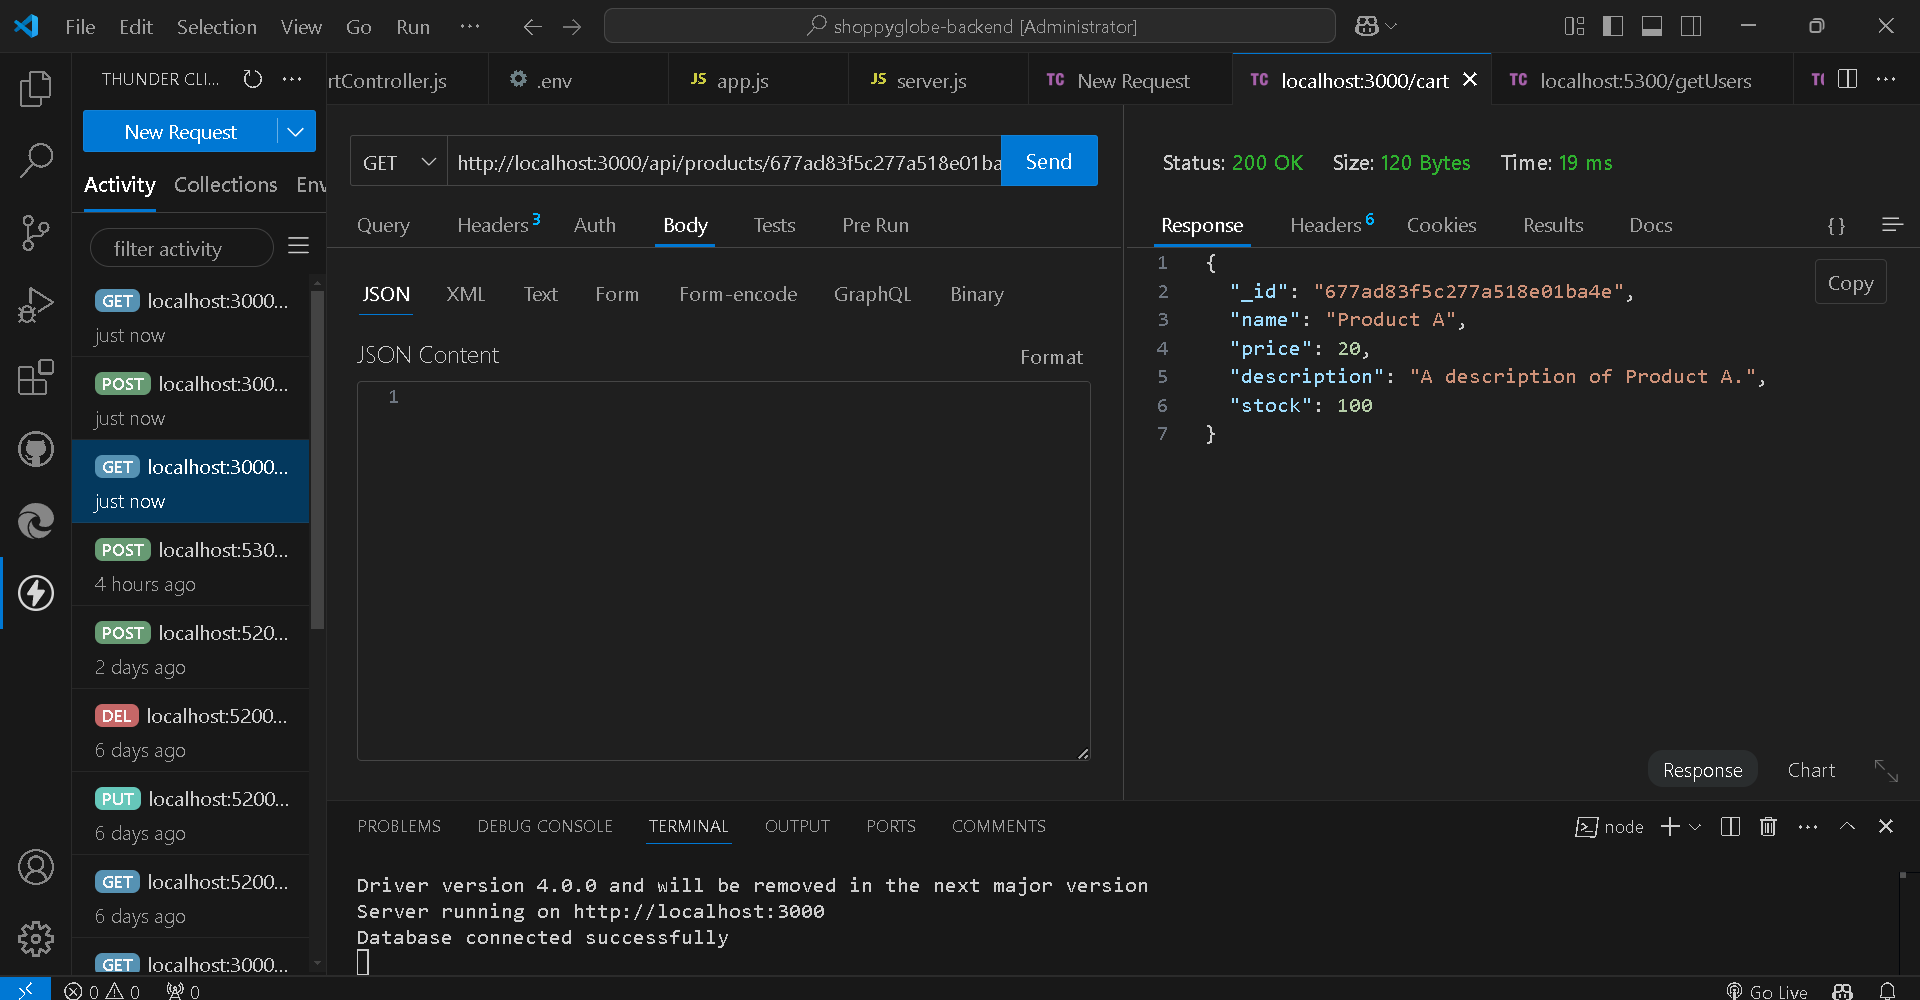 File Edit Selection View Go Run ··· shoppyglobe-backend [Administrator]
THUNDER CLI... ···
rtController.js .env JS app.js JS server.js TC New Request TC localhost:3000/cart TC localhost:5300/getUsers ···
New Request
Activity Collections Env
filter activity
GET localhost:3000...
just now
POST localhost:300...
just now
GET localhost:3000...
just now
POST localhost:530...
4 hours ago
POST localhost:520...
2 days ago
DEL localhost:5200...
6 days ago
PUT localhost:5200...
6 days ago
GET localhost:5200...
6 days ago
GET localhost:3000...
GET http://localhost:3000/api/products/677ad83f5c277a518e01ba Send
Query Headers 3 Auth Body Tests Pre Run
JSON XML Text Form Form-encode GraphQL Binary
JSON Content Format
1
Status: 200 OK Size: 120 Bytes Time: 19 ms
Response Headers 6 Cookies Results Docs {}
Copy
1 {
2 "_id": "677ad83f5c277a518e01ba4e",
3 "name": "Product A",
4 "price": 20,
5 "description": "A description of Product A.",
6 "stock": 100
7 }
Response Chart
PROBLEMS DEBUG CONSOLE TERMINAL OUTPUT PORTS COMMENTS node ···
Driver version 4.0.0 and will be removed in the next major version
Server running on http://localhost:3000
Database connected successfully
0 0 0 Go Live